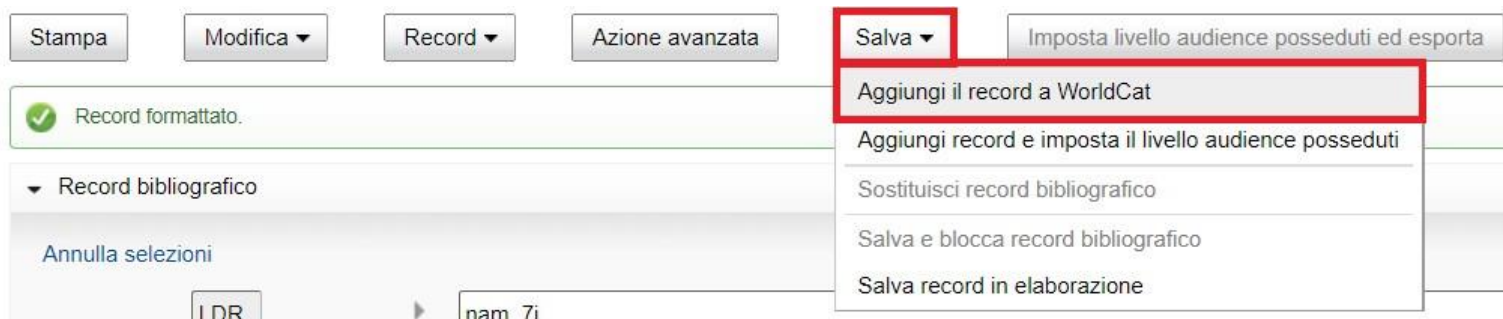 Stampa
Modifica
Record
Azione avanzata
Salva
Imposta livello audience posseduti ed esporta
Aggiungi il record a WorldCat
Aggiungi record e imposta il livello audience posseduti
Sostituisci record bibliografico
Salva e blocca record bibliografico
Salva record in elaborazione
Record formattato.
Record bibliografico
Annulla selezioni
LDR
nam 7i